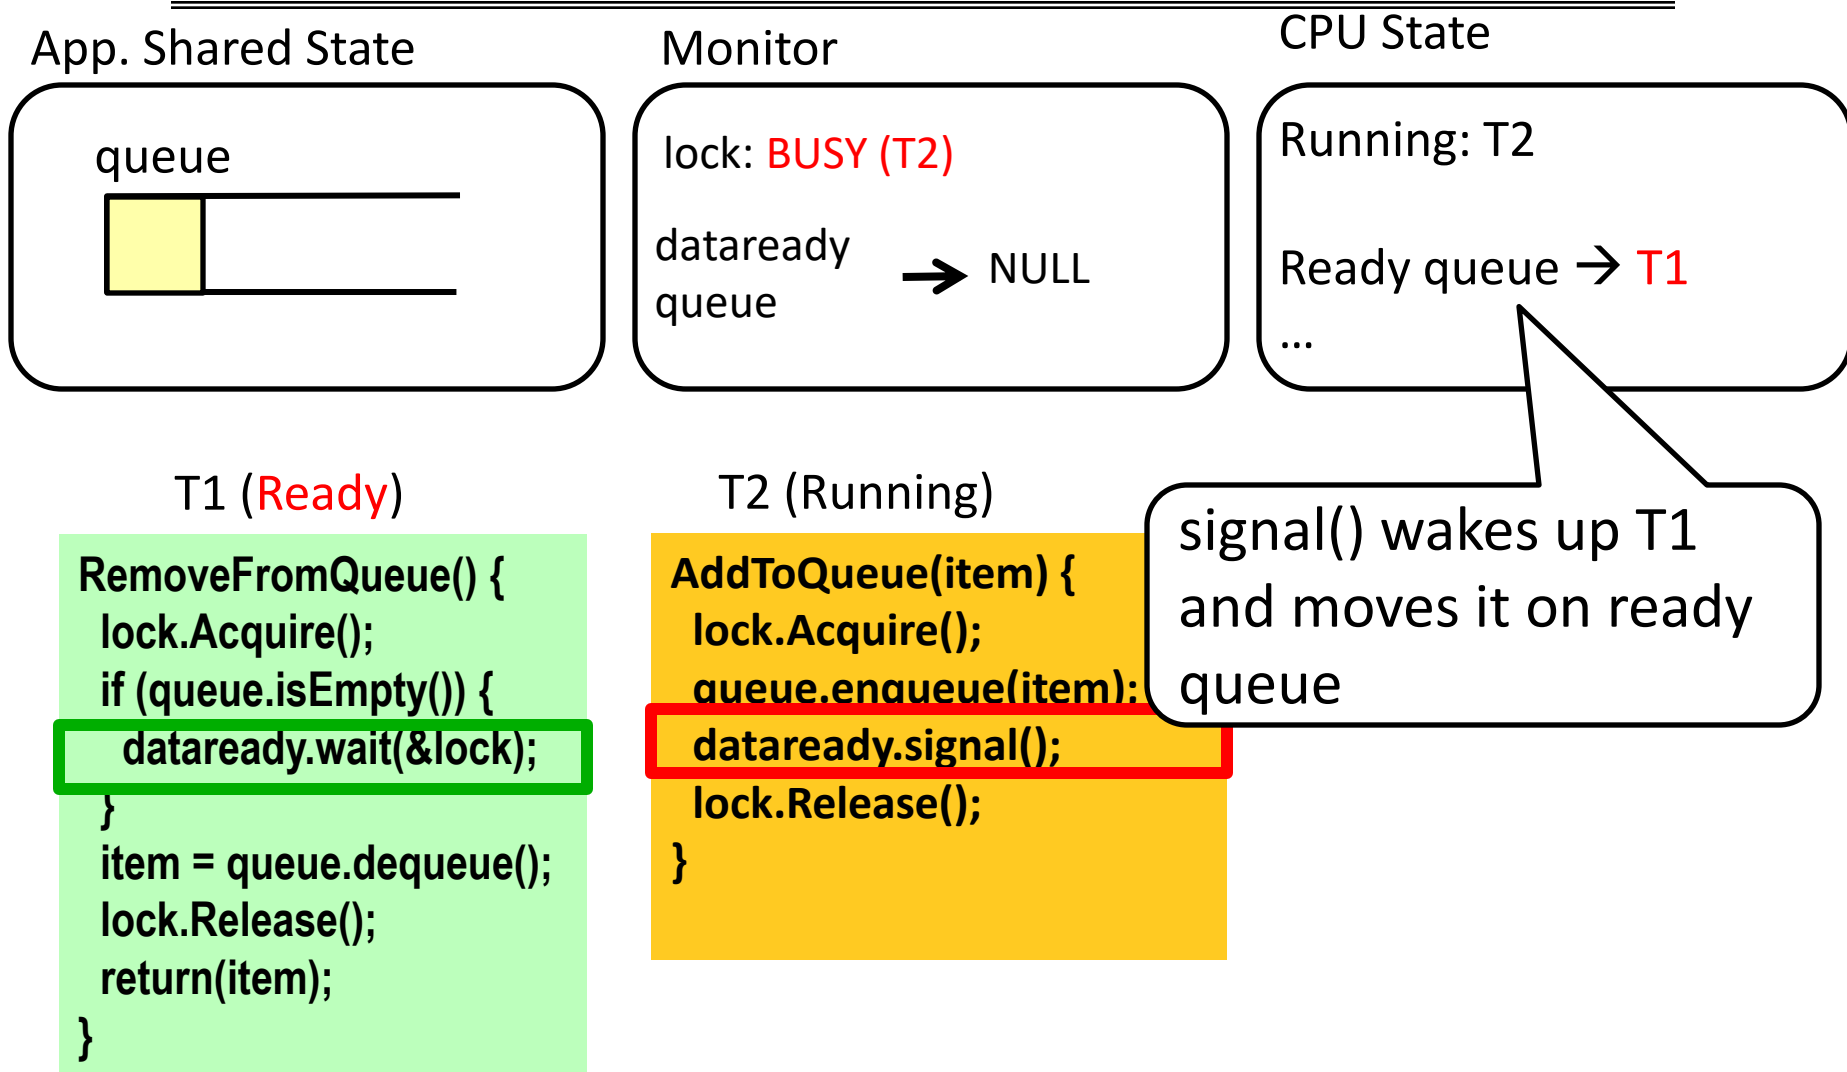 App. Shared State
Monitor
CPU State
queue
lock: BUSY (T2)
dataready
queue
NULL
Running: T2
Ready queue → T1
...
T1 (Ready)
RemoveFromQueue() {
lock.Acquire();
if (queue.isEmpty()) {
dataready.wait(&lock);
}
item = queue.dequeue();
lock.Release();
return(item);
}
T2 (Running)
AddToQueue(item) {
lock.Acquire();
queue.enqueue(item);
dataready.signal();
lock.Release();
}
signal() wakes up T1
and moves it on ready
queue